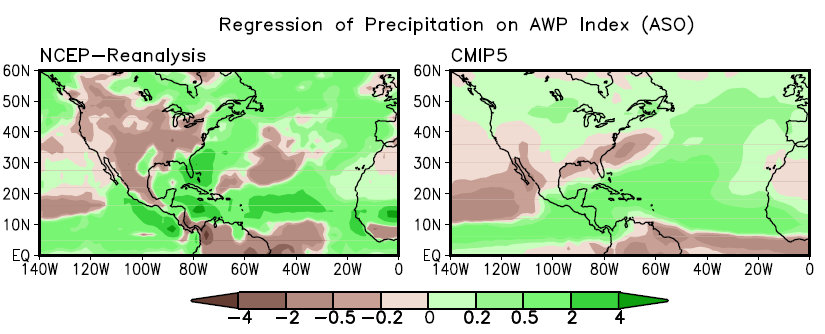 Regression of Precipitation on AWP Index (ASO)
NCEP-Reanalysis
CMIP5
60N
50N
40N
30N
20N
10N
EQ
140W 120W 100W 80W 60W 40W 20W 0
60N
50N
40N
30N
20N
10N
EQ
140W 120W 100W 80W 60W 40W 20W 0
-4 -2 -0.5 -0.2 0 0.2 0.5 2 4